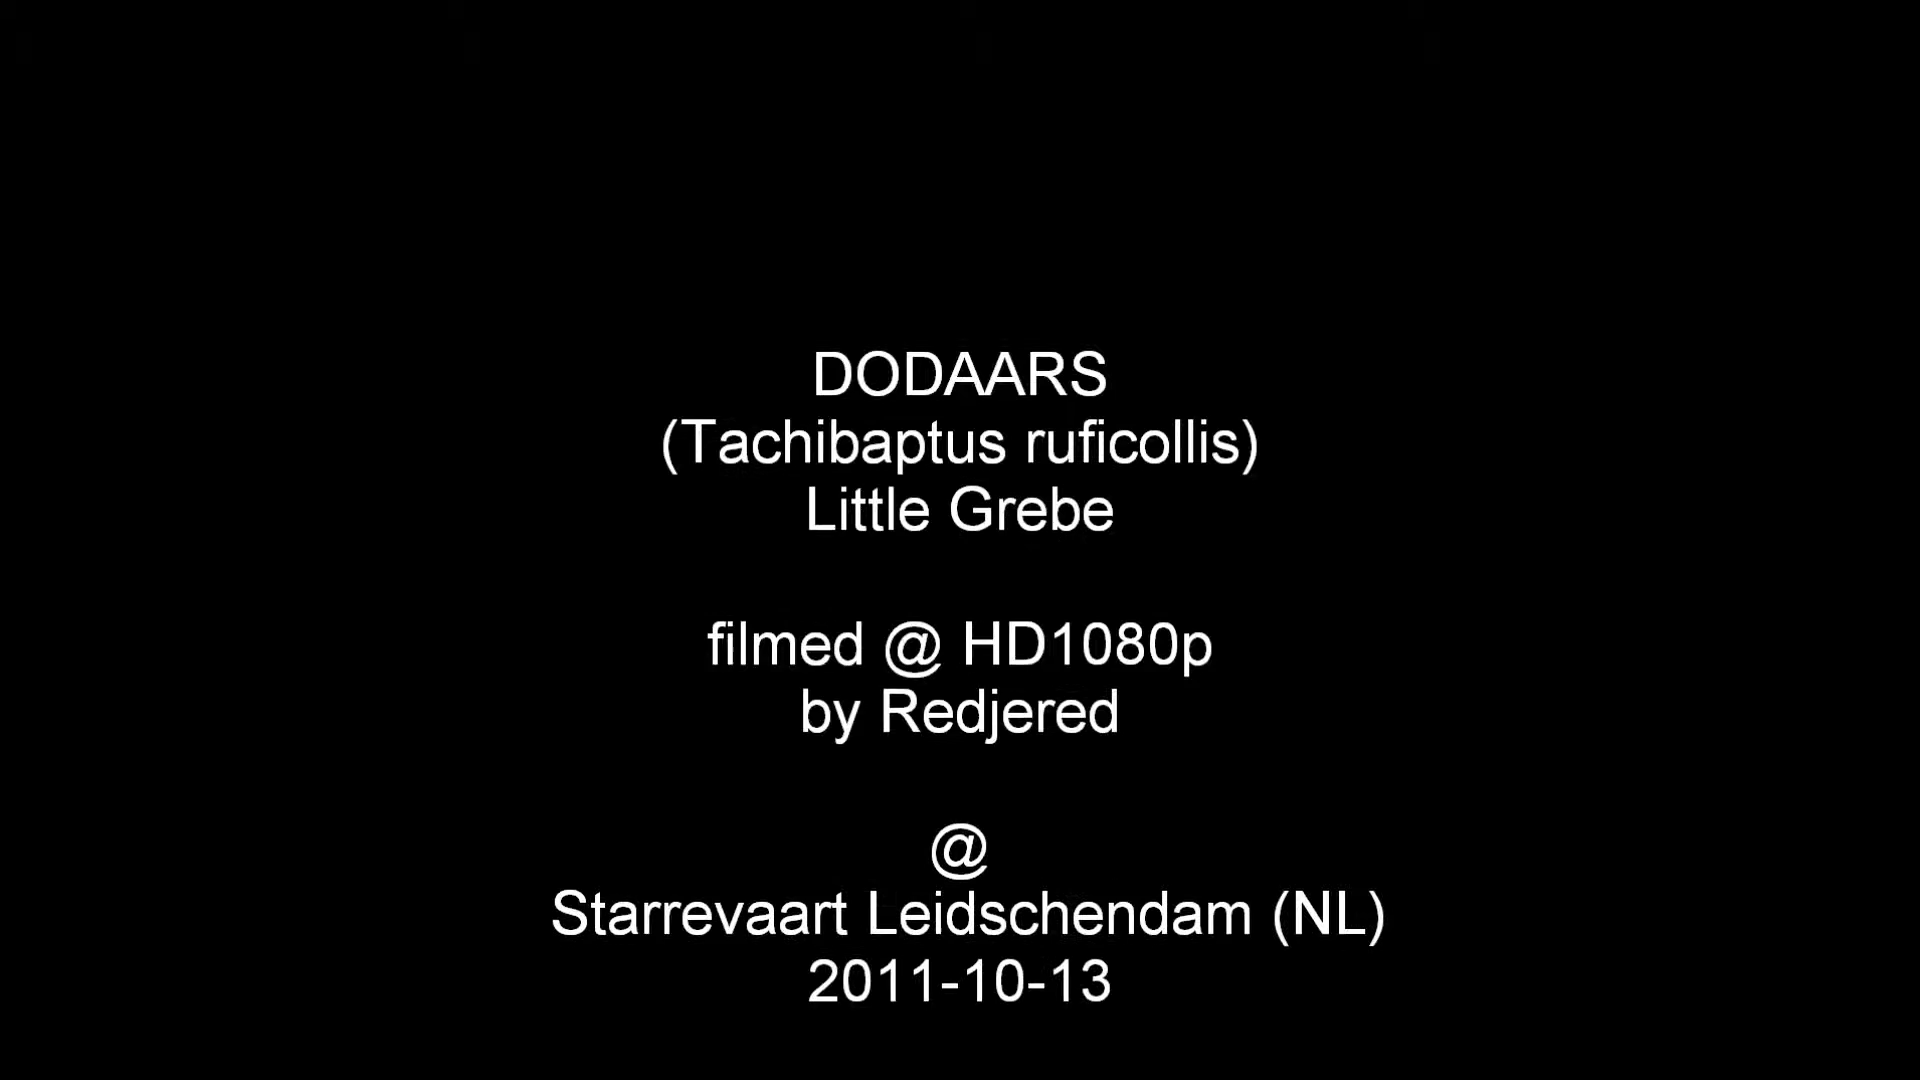 DODAARS
(Tachibaptus ruficollis)
Little Grebe
filmed @ HD1080p
by Redjered
@
Starrevaart Leidschendam (NL)
2011-10-13